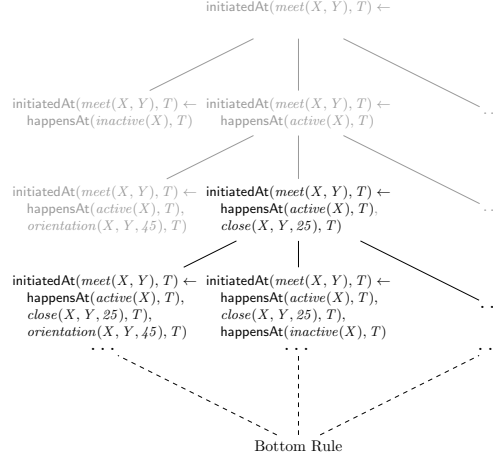 initiatedAt(meet(X, Y), T) ←
initiatedAt(meet(X, Y), T) ←
happensAt(inactive(X), T)
initiatedAt(meet(X, Y), T) ←
happensAt(active(X), T)
. .
initiatedAt(meet(X, Y), T) ←
happensAt(active(X), T),
orientation(X, Y, 45), T)
initiatedAt(meet(X, Y), T) ←
happensAt(active(X), T),
close(X, Y, 25), T)
. .
initiatedAt(meet(X, Y), T) ←
happensAt(active(X), T),
close(X, Y, 25), T),
orientation(X, Y, 45), T)
. . .
initiatedAt(meet(X, Y), T) ←
happensAt(active(X), T),
close(X, Y, 25), T),
happensAt(inactive(X), T)
. . .
. .
. .
Bottom Rule